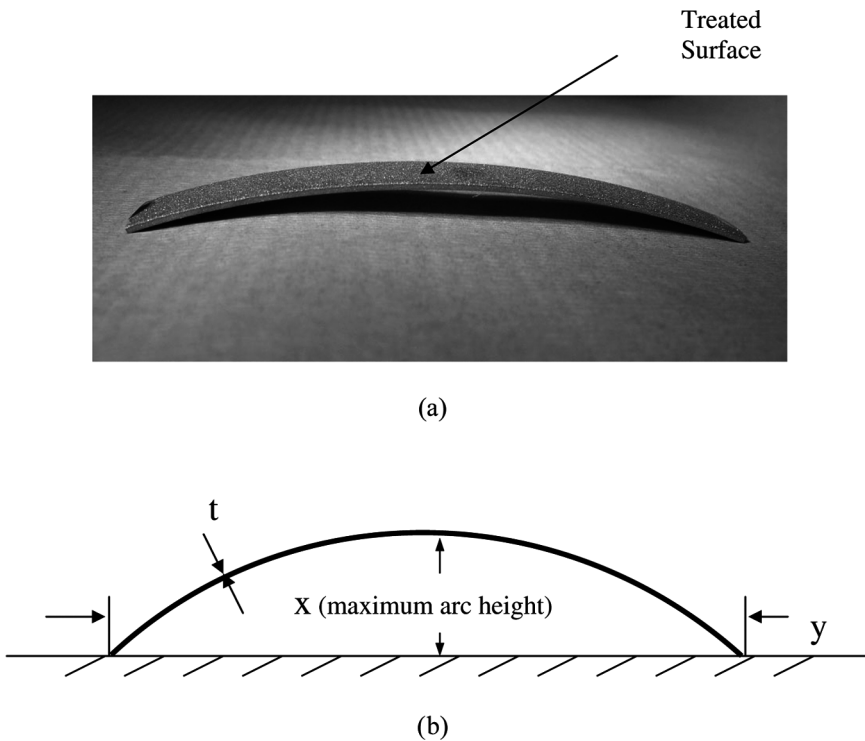 Treated
Surface
(a)
t
x (maximum arc height)
y
(b)